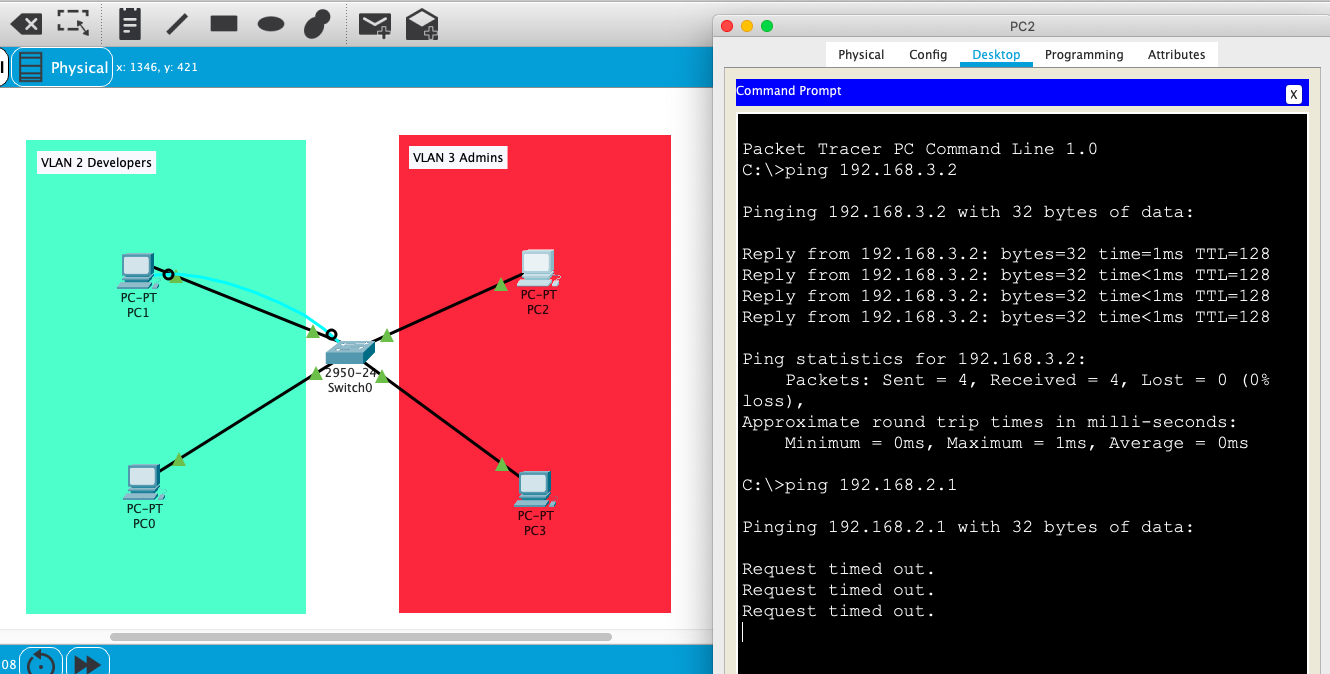 Physical
x: 1346, y: 421
VLAN 2 Developers
VLAN 3 Admins
PC-PT
PC1
PC-PT
PC2
2950-24
Switch0
PC-PT
PC0
PC-PT
PC3
08
PC2
Physical Config Desktop Programming Attributes
Command Prompt
X
Packet Tracer PC Command Line 1.0
C:\>ping 192.168.3.2
Pinging 192.168.3.2 with 32 bytes of data:
Reply from 192.168.3.2: bytes=32 time=1ms TTL=128
Reply from 192.168.3.2: bytes=32 time<1ms TTL=128
Reply from 192.168.3.2: bytes=32 time<1ms TTL=128
Reply from 192.168.3.2: bytes=32 time<1ms TTL=128
Ping statistics for 192.168.3.2:
Packets: Sent = 4, Received = 4, Lost = 0 (0%
loss),
Approximate round trip times in milli-seconds:
Minimum = 0ms, Maximum = 1ms, Average = 0ms
C:\>ping 192.168.2.1
Pinging 192.168.2.1 with 32 bytes of data:
Request timed out.
Request timed out.
Request timed out.